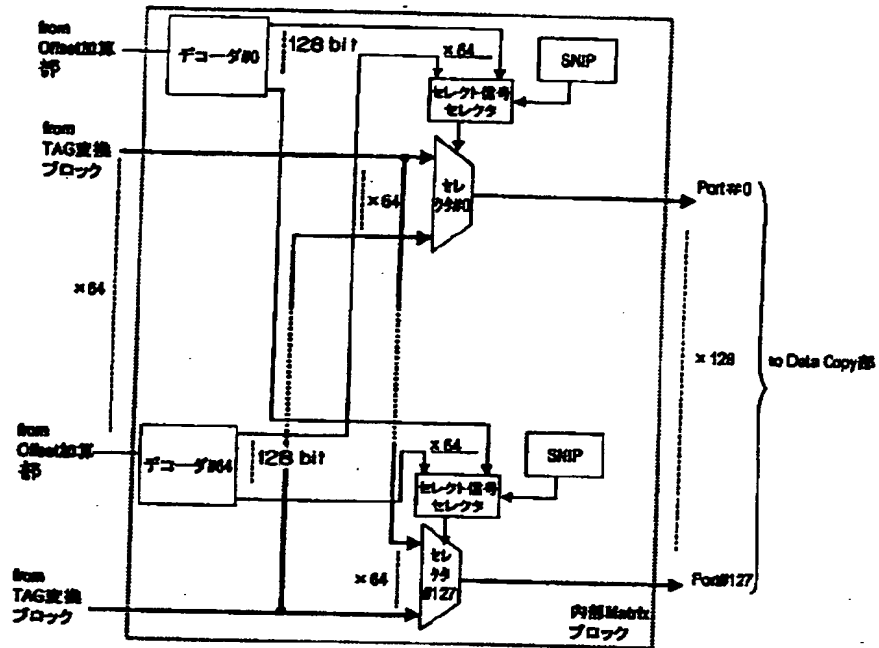 from
Offset加算
部
デコーダ#0
128 bit
×64
SNIP
セレクト信号
セレクタ
from
TAG変換
ブロック
×64
セレ
クタ#0
Port#0
×64
×128
to Data Copy部
from
Offset加算
部
デコーダ#64
128 bit
×64
SNIP
セレクト信号
セレクタ
from
TAG変換
ブロック
×64
セレ
クタ
#127
Port#127
内部Matrix
ブロック